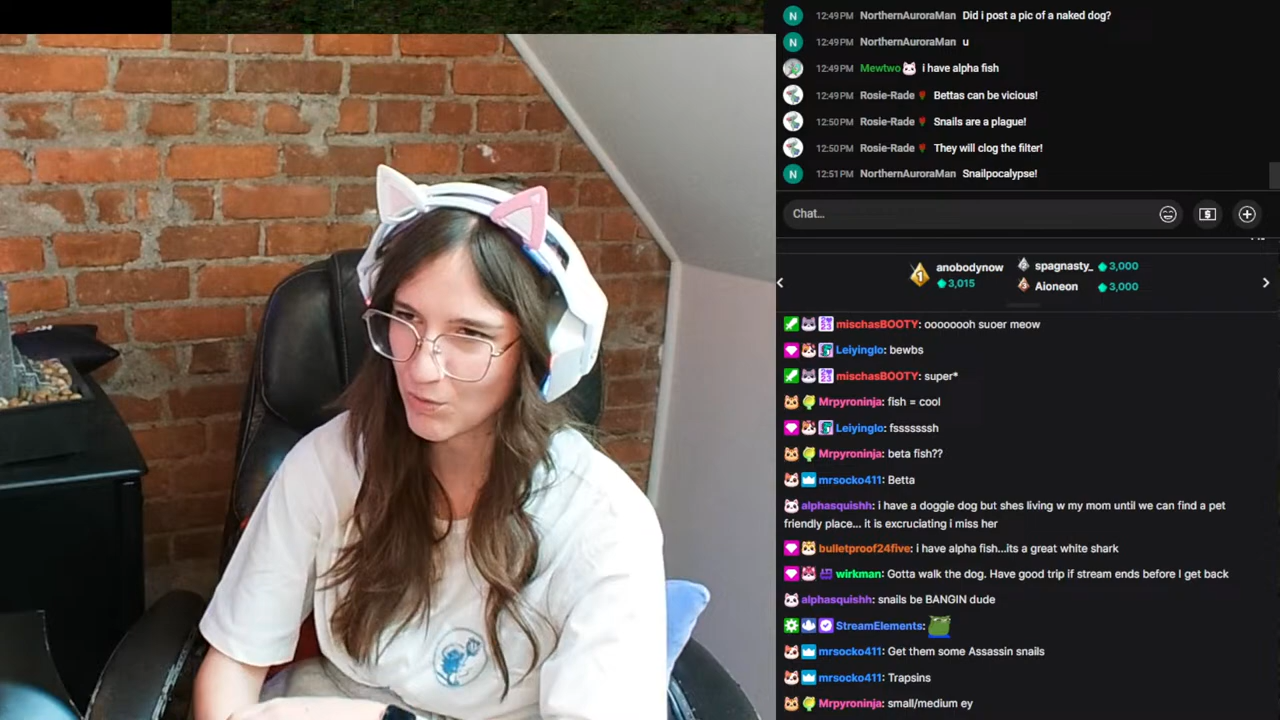 N 12:49PM NorthernAuroraMan Did i post a pic of a naked dog?
N 12:49PM NorthernAuroraMan u
12:49PM Mewtwo i have alpha fish
12:49PM Rosie-Rade Bettas can be vicious!
12:50PM Rosie-Rade Snails are a plague!
12:50PM Rosie-Rade They will clog the filter!
N 12:51PM NorthernAuroraMan Snailpocalypse!
Chat...
1 anobodynow 3,015
2 spagnasty_ 3,000
3 Aioneon 3,000
mischasBOOTY: oooooooh suoer meow
Leiyinglo: bewbs
mischasBOOTY: super*
Mrpyroninja: fish = cool
Leiyinglo: fsssssssh
Mrpyroninja: beta fish??
mrsocko411: Betta
alphasquishh: i have a doggie dog but shes living w my mom until we can find a pet
friendly place... it is excruciating i miss her
bulletproof24five: i have alpha fish...its a great white shark
wirkman: Gotta walk the dog. Have good trip if stream ends before I get back
alphasquishh: snails be BANGIN dude
StreamElements:
mrsocko411: Get them some Assassin snails
mrsocko411: Trapsins
Mrpyroninja: small/medium ey